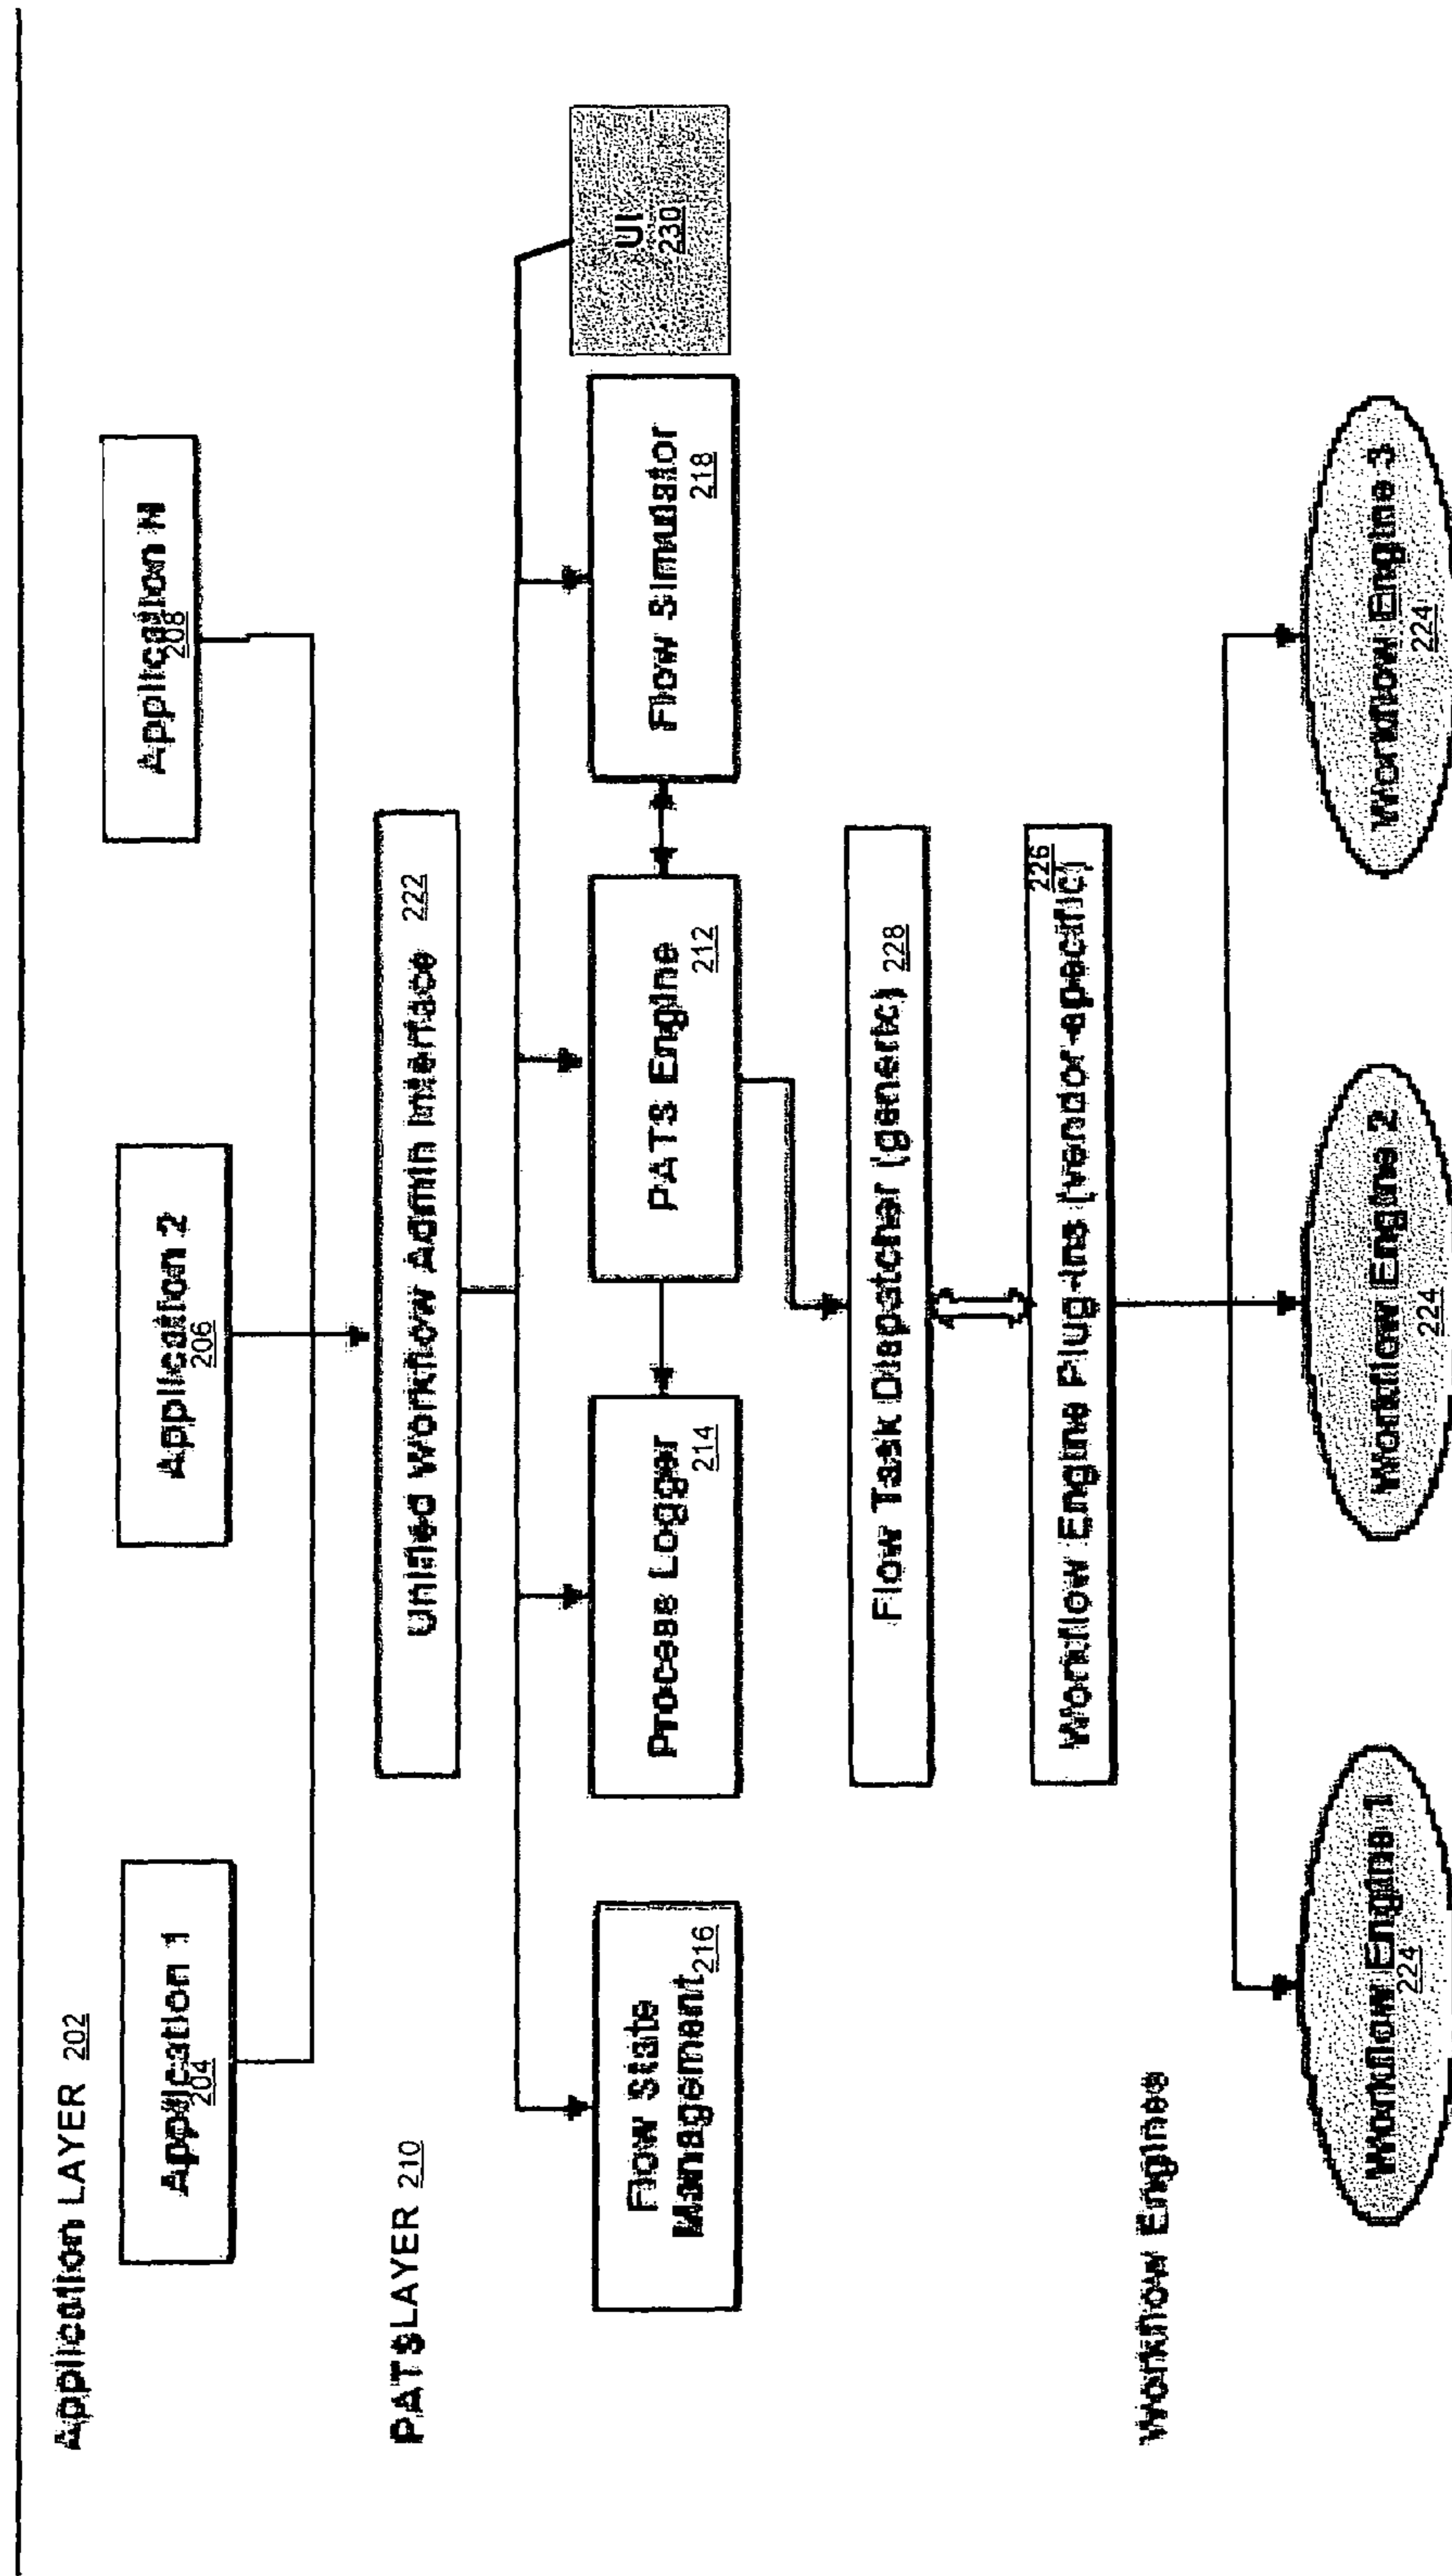 Application LAYER 202
Application 1
204
Application 2
206
Application N
208
PATS LAYER 210
Unified Workflow Admin Interface 222
Flow State
Management 216
Process Logger
214
PATS Engine
212
Flow Simulator
218
UI
230
Flow Task Dispatcher (generic) 228
226
Workflow Engine Plug-ins (vendor-specific)
Workflow Engines
Workflow Engine 1
224
Workflow Engine 2
224
Workflow Engine 3
224